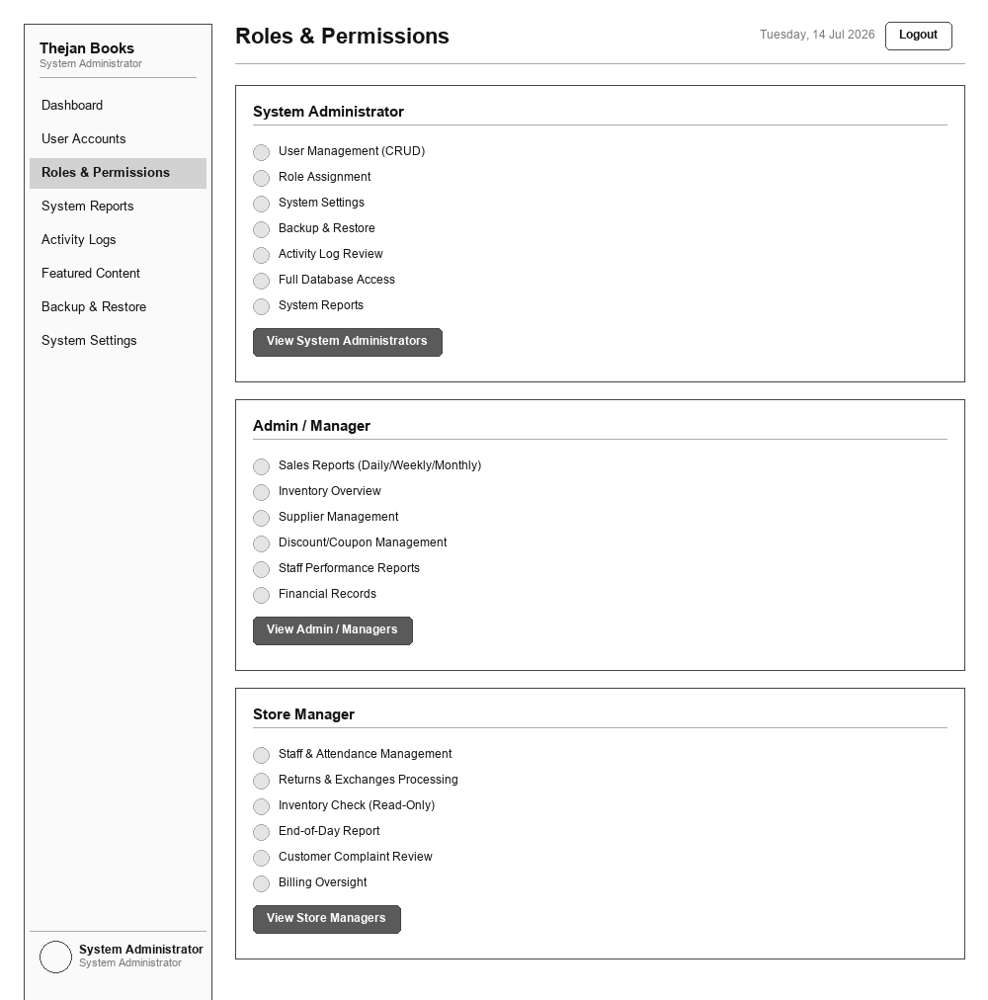 Thejan Books
System Administrator
Dashboard
User Accounts
Roles & Permissions
System Reports
Activity Logs
Featured Content
Backup & Restore
System Settings
System Administrator
System Administrator
Roles & Permissions
Tuesday, 14 Jul 2026
Logout
System Administrator
User Management (CRUD)
Role Assignment
System Settings
Backup & Restore
Activity Log Review
Full Database Access
System Reports
View System Administrators
Admin / Manager
Sales Reports (Daily/Weekly/Monthly)
Inventory Overview
Supplier Management
Discount/Coupon Management
Staff Performance Reports
Financial Records
View Admin / Managers
Store Manager
Staff & Attendance Management
Returns & Exchanges Processing
Inventory Check (Read-Only)
End-of-Day Report
Customer Complaint Review
Billing Oversight
View Store Managers